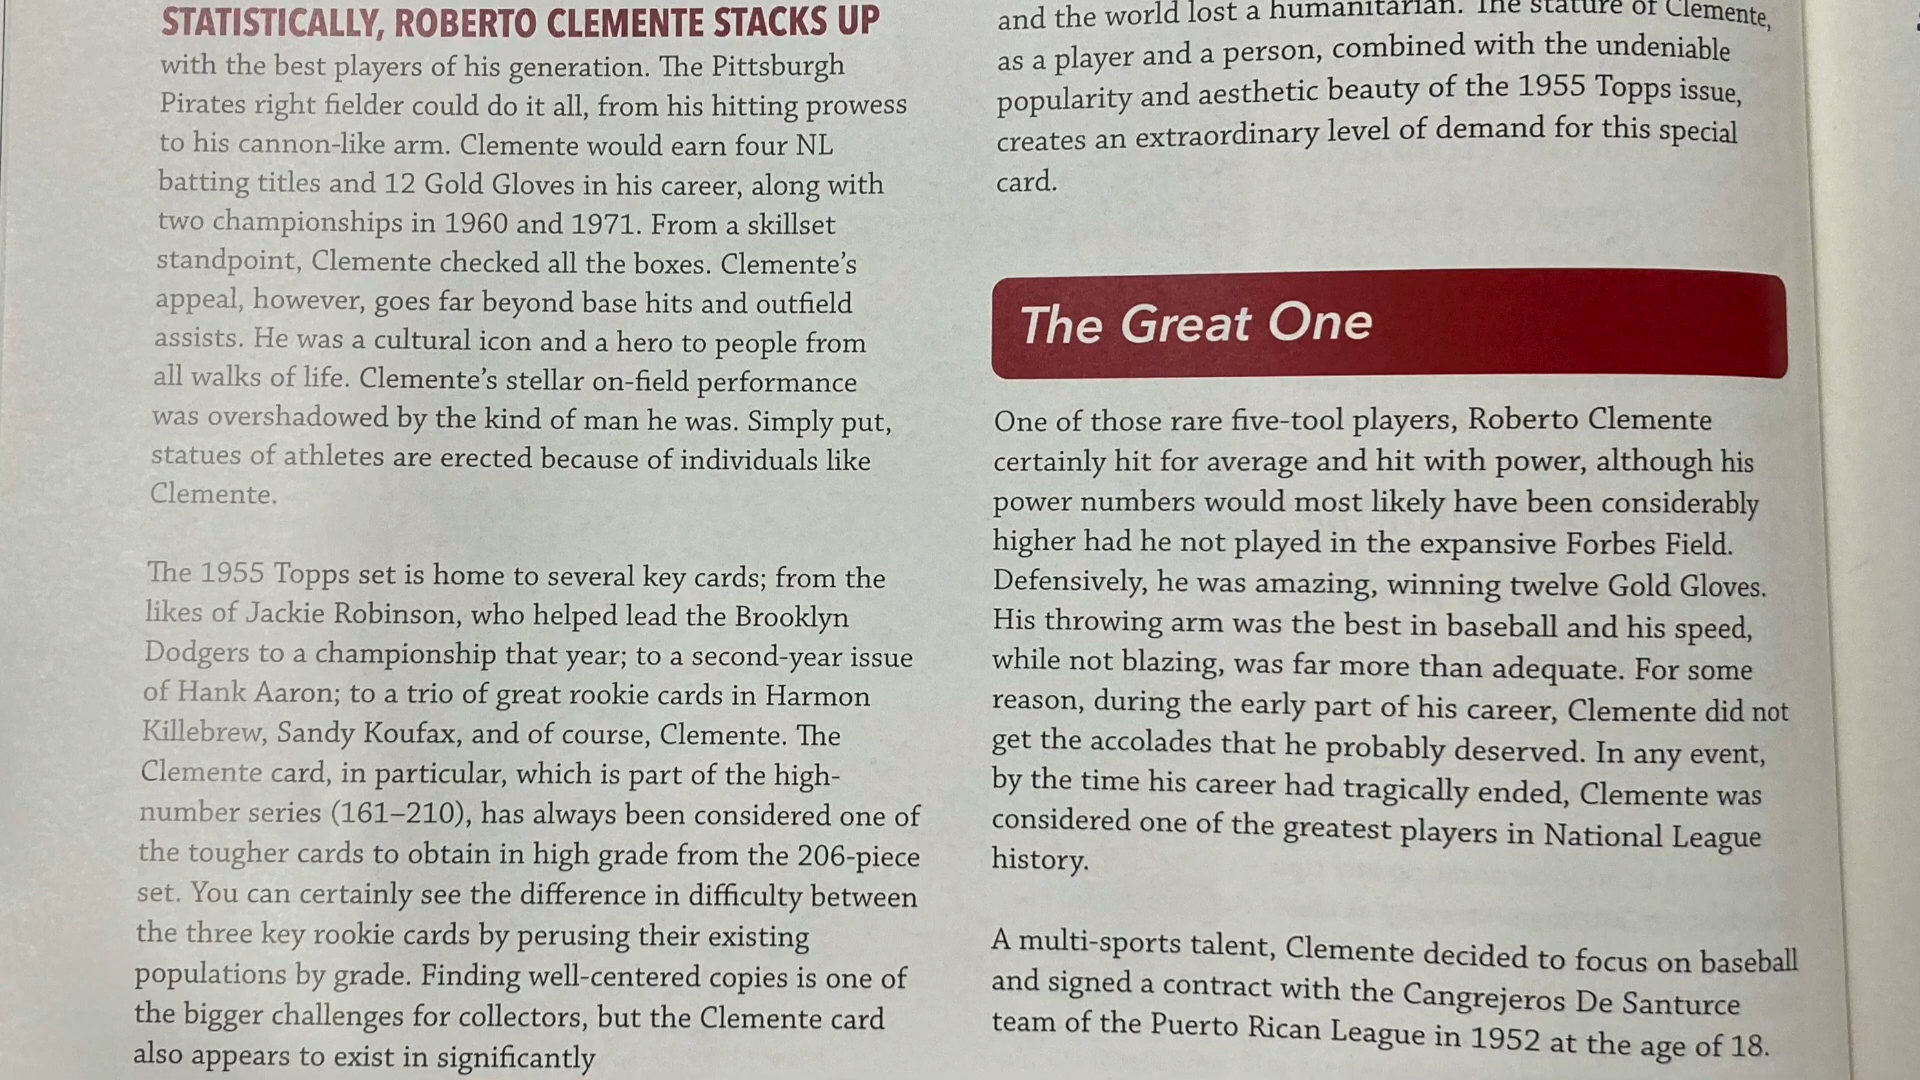 STATISTICALLY, ROBERTO CLEMENTE STACKS UP
with the best players of his generation. The Pittsburgh
Pirates right fielder could do it all, from his hitting prowess
to his cannon-like arm. Clemente would earn four NL
batting titles and 12 Gold Gloves in his career, along with
two championships in 1960 and 1971. From a skillset
standpoint, Clemente checked all the boxes. Clemente's
appeal, however, goes far beyond base hits and outfield
assists. He was a cultural icon and a hero to people from
all walks of life. Clemente's stellar on-field performance
was overshadowed by the kind of man he was. Simply put,
statues of athletes are erected because of individuals like
Clemente.
The 1955 Topps set is home to several key cards; from the
likes of Jackie Robinson, who helped lead the Brooklyn
Dodgers to a championship that year; to a second-year issue
of Hank Aaron; to a trio of great rookie cards in Harmon
Killebrew, Sandy Koufax, and of course, Clemente. The
Clemente card, in particular, which is part of the high-
number series (161–210), has always been considered one of
the tougher cards to obtain in high grade from the 206-piece
set. You can certainly see the difference in difficulty between
the three key rookie cards by perusing their existing
populations by grade. Finding well-centered copies is one of
the bigger challenges for collectors, but the Clemente card
also appears to exist in significantly
and the world lost a humanitarian. The stature of Clemente,
as a player and a person, combined with the undeniable
popularity and aesthetic beauty of the 1955 Topps issue,
creates an extraordinary level of demand for this special
card.
The Great One
One of those rare five-tool players, Roberto Clemente
certainly hit for average and hit with power, although his
power numbers would most likely have been considerably
higher had he not played in the expansive Forbes Field.
Defensively, he was amazing, winning twelve Gold Gloves.
His throwing arm was the best in baseball and his speed,
while not blazing, was far more than adequate. For some
reason, during the early part of his career, Clemente did not
get the accolades that he probably deserved. In any event,
by the time his career had tragically ended, Clemente was
considered one of the greatest players in National League
history.
A multi-sports talent, Clemente decided to focus on baseball
and signed a contract with the Cangrejeros De Santurce
team of the Puerto Rican League in 1952 at the age of 18.